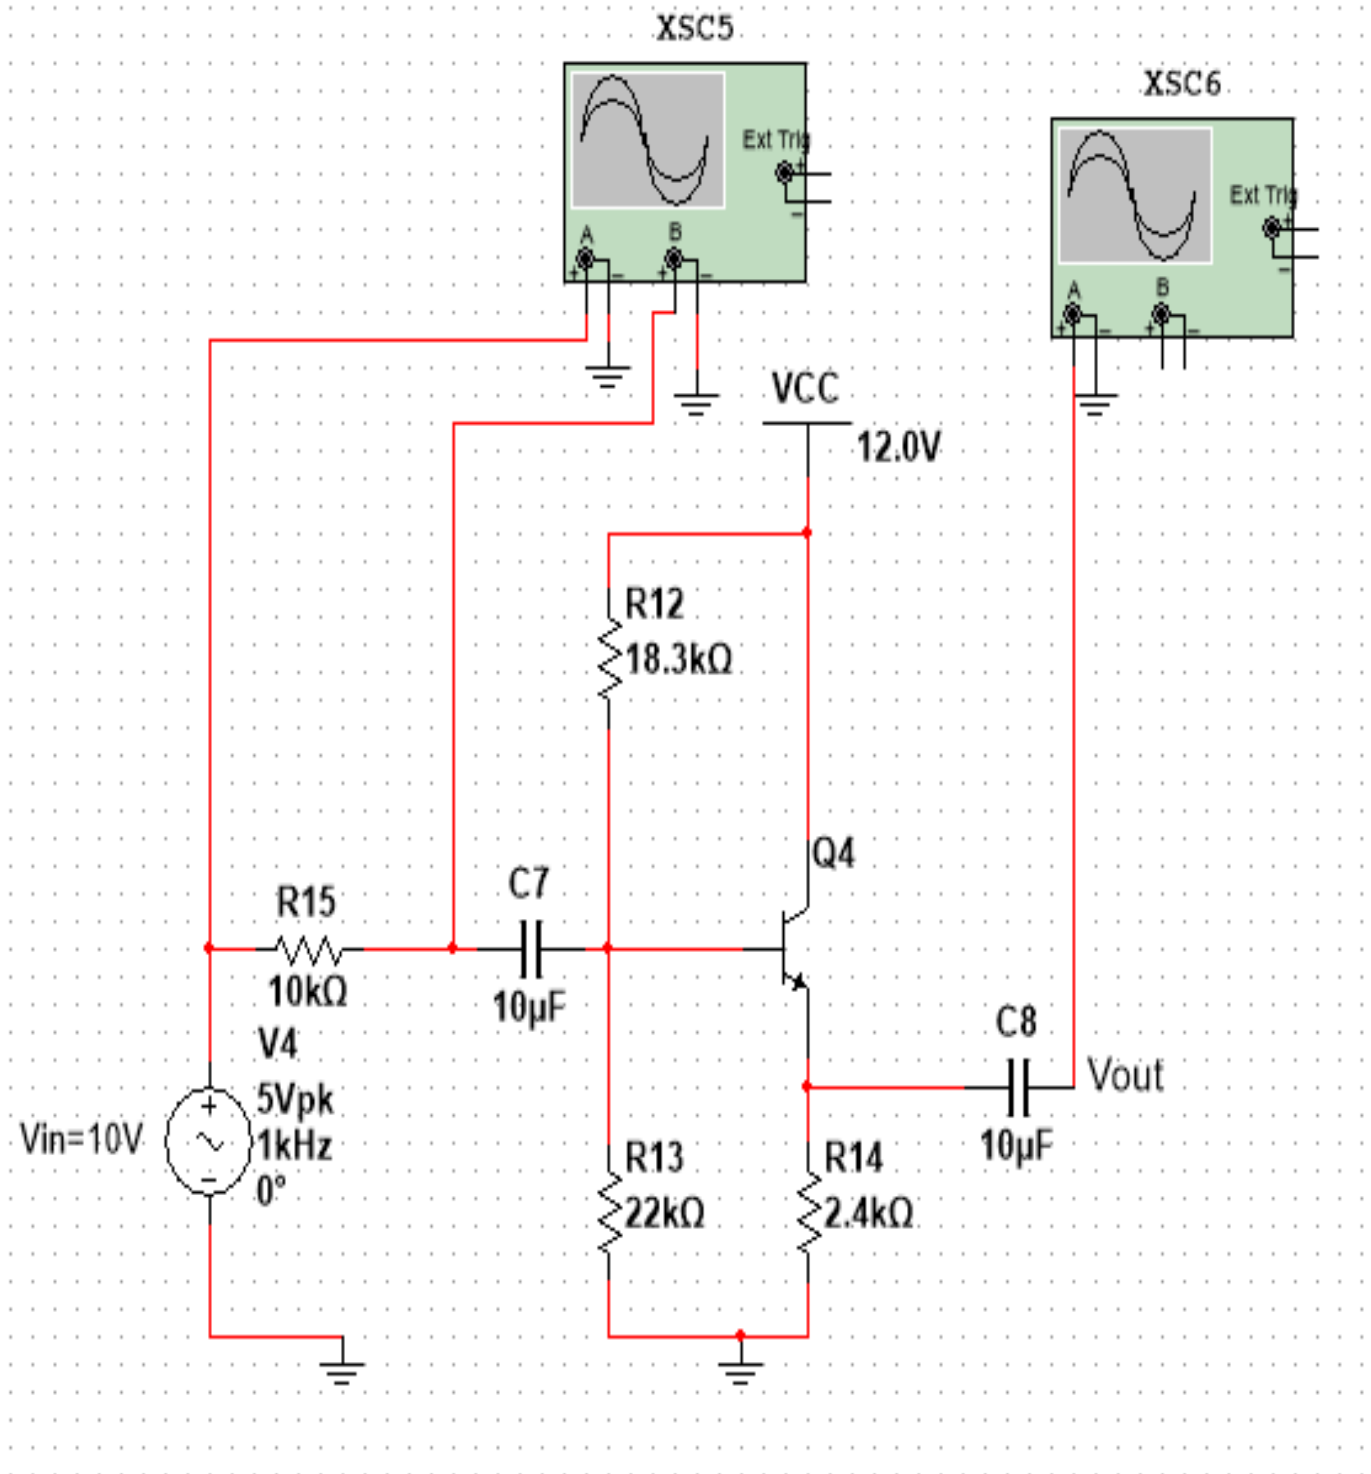 XSC5
XSC6
Ext Trig
+
−
A
B
+
−
+
−
Ext Trig
+
−
A
B
+
−
+
−
VCC
12.0V
R12
18.3kΩ
Q4
C7
10µF
R15
10kΩ
V4
5Vpk
1kHz
0°
Vin=10V
+
−
C8
10µF
Vout
R13
22kΩ
R14
2.4kΩ